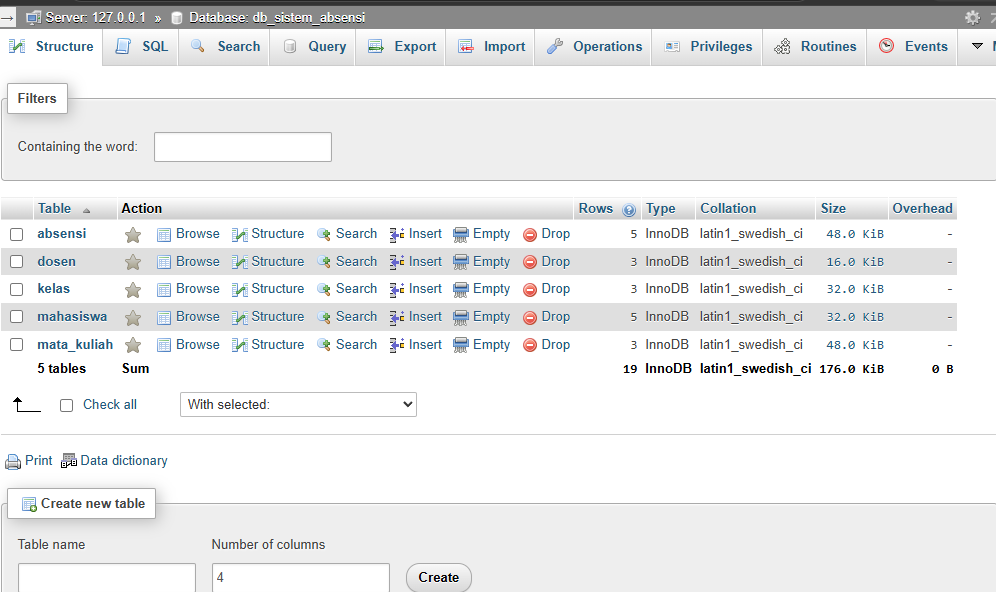 Server: 127.0.0.1 » Database: db_sistem_absensi
Structure SQL Search Query Export Import Operations Privileges Routines Events
Filters
Containing the word:
Table Action Rows Type Collation Size Overhead
absensi Browse Structure Search Insert Empty Drop 5 InnoDB latin1_swedish_ci 48.0 KiB -
dosen Browse Structure Search Insert Empty Drop 3 InnoDB latin1_swedish_ci 16.0 KiB -
kelas Browse Structure Search Insert Empty Drop 3 InnoDB latin1_swedish_ci 32.0 KiB -
mahasiswa Browse Structure Search Insert Empty Drop 5 InnoDB latin1_swedish_ci 32.0 KiB -
mata_kuliah Browse Structure Search Insert Empty Drop 3 InnoDB latin1_swedish_ci 48.0 KiB -
5 tables Sum 19 InnoDB latin1_swedish_ci 176.0 KiB 0 B
Check all With selected:
Print Data dictionary
Create new table
Table name Number of columns
4 Create